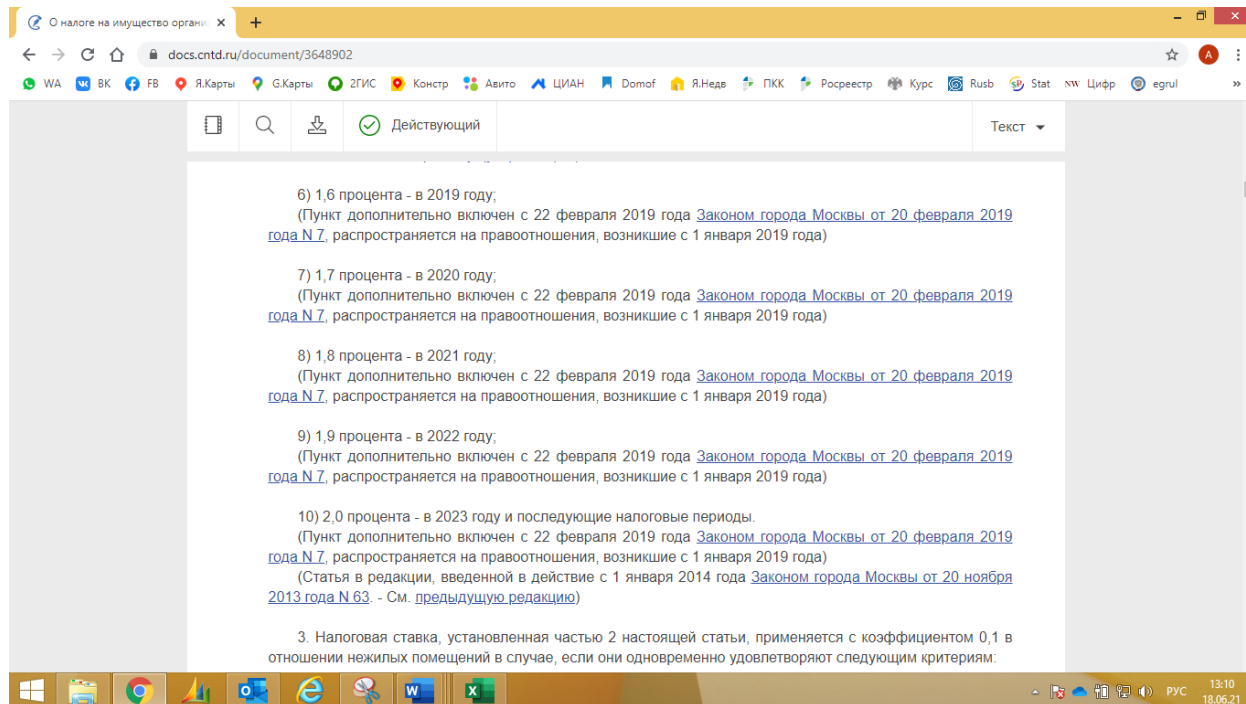 О налоге на имущество органи
docs.cntd.ru/document/3648902
A
WA ВК FB Я.Карты G.Карты 2ГИС Констр Авито ЦИАН Domof Я.Недв ПКК Росреестр Курс Rusb Stat NW Цифр egrul »
Действующий Текст
6) 1,6 процента - в 2019 году;
(Пункт дополнительно включен с 22 февраля 2019 года Законом города Москвы от 20 февраля 2019
года N 7, распространяется на правоотношения, возникшие с 1 января 2019 года)
7) 1,7 процента - в 2020 году;
(Пункт дополнительно включен с 22 февраля 2019 года Законом города Москвы от 20 февраля 2019
года N 7, распространяется на правоотношения, возникшие с 1 января 2019 года)
8) 1,8 процента - в 2021 году;
(Пункт дополнительно включен с 22 февраля 2019 года Законом города Москвы от 20 февраля 2019
года N 7, распространяется на правоотношения, возникшие с 1 января 2019 года)
9) 1,9 процента - в 2022 году;
(Пункт дополнительно включен с 22 февраля 2019 года Законом города Москвы от 20 февраля 2019
года N 7, распространяется на правоотношения, возникшие с 1 января 2019 года)
10) 2,0 процента - в 2023 году и последующие налоговые периоды.
(Пункт дополнительно включен с 22 февраля 2019 года Законом города Москвы от 20 февраля 2019
года N 7, распространяется на правоотношения, возникшие с 1 января 2019 года)
(Статья в редакции, введенной в действие с 1 января 2014 года Законом города Москвы от 20 ноября
2013 года N 63. - См. предыдущую редакцию)
3. Налоговая ставка, установленная частью 2 настоящей статьи, применяется с коэффициентом 0,1 в
отношении нежилых помещений в случае, если они одновременно удовлетворяют следующим критериям:
РУС
13:10
18.06.21